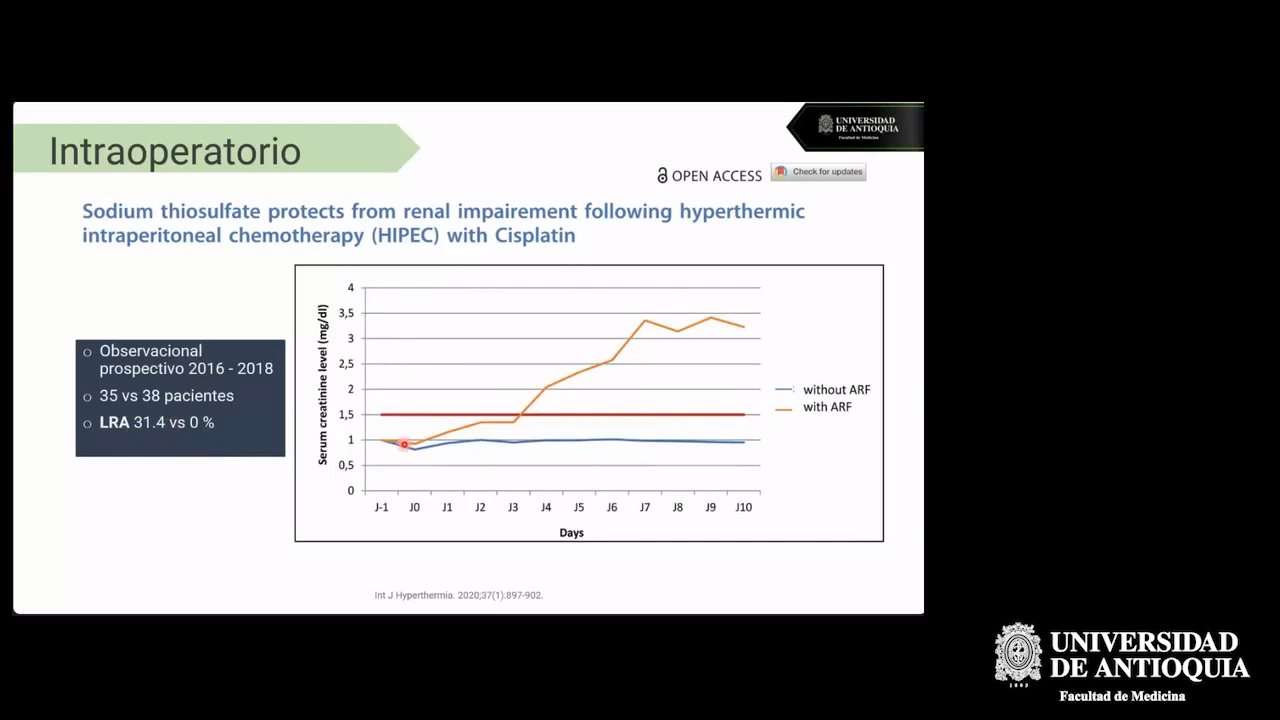 Intraoperatorio
UNIVERSIDAD
DE ANTIOQUIA
Facultad de Medicina
OPEN ACCESS
Check for updates
Sodium thiosulfate protects from renal impairement following hyperthermic
intraperitoneal chemotherapy (HIPEC) with Cisplatin
Observacional
prospectivo 2016 - 2018
35 vs 38 pacientes
LRA 31.4 vs 0 %
Serum creatinine level (mg/dl)
4
3,5
3
2,5
2
1,5
1
0,5
0
J-1 J0 J1 J2 J3 J4 J5 J6 J7 J8 J9 J10
Days
without ARF
with ARF
Int J Hyperthermia. 2020;37(1):897-902.
UNIVERSIDAD
DE ANTIOQUIA
1803
Facultad de Medicina